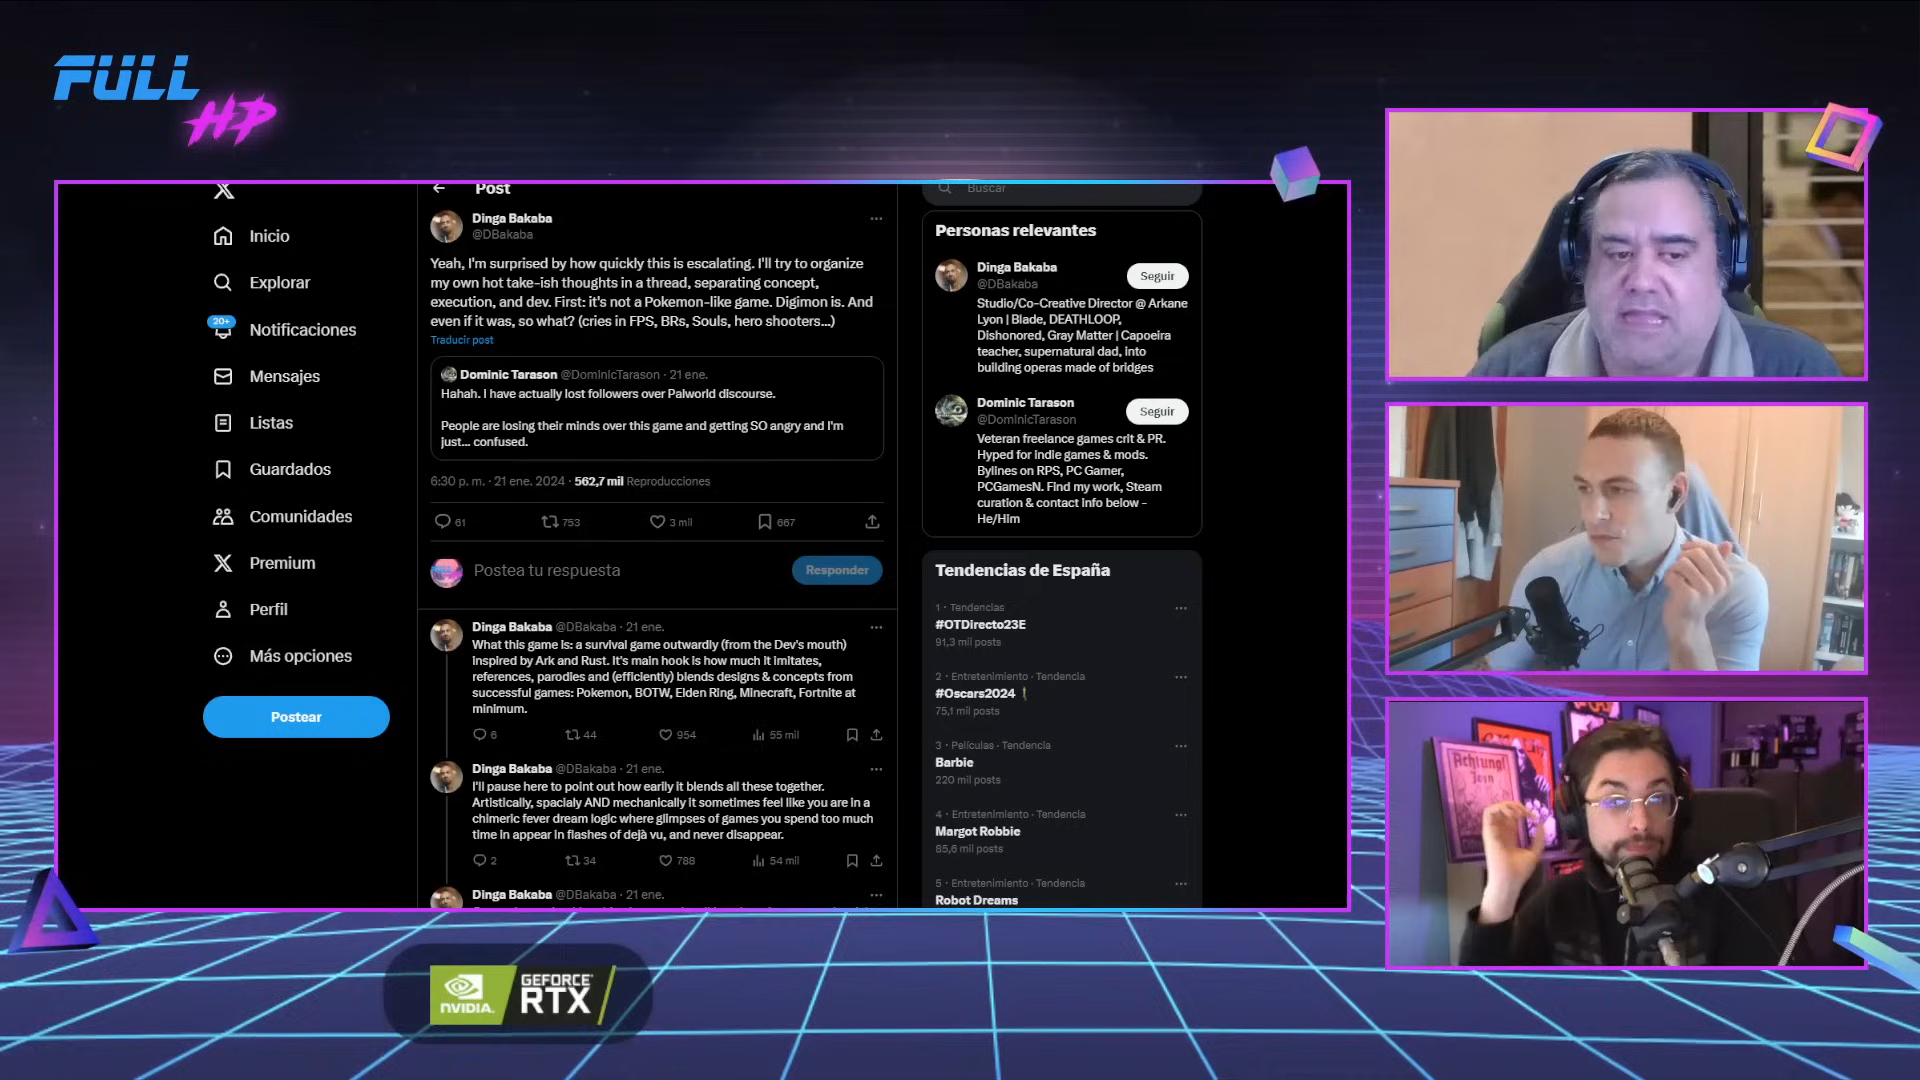 FULL
HP
Post
Buscar
Inicio
Explorar
20+
Notificaciones
Mensajes
Listas
Guardados
Comunidades
Premium
Perfil
Más opciones
Postear
Dinga Bakaba
@DBakaba
Yeah, I'm surprised by how quickly this is escalating. I'll try to organize
my own hot take-ish thoughts in a thread, separating concept,
execution, and dev. First: it's not a Pokemon-like game. Digimon is. And
even if it was, so what? (cries in FPS, BRs, Souls, hero shooters...)
Traducir post
Dominic Tarason @DominicTarason · 21 ene.
Hahah. I have actually lost followers over Palworld discourse.
People are losing their minds over this game and getting SO angry and I'm
just... confused.
6:30 p. m. · 21 ene. 2024 · 562,7 mil Reproducciones
61 753 3 mil 667
Postea tu respuesta
Responder
Dinga Bakaba @DBakaba · 21 ene.
What this game is: a survival game outwardly (from the Dev's mouth)
inspired by Ark and Rust. It's main hook is how much it imitates,
references, parodies and (efficiently) blends designs & concepts from
successful games: Pokemon, BOTW, Elden Ring, Minecraft, Fortnite at
minimum.
6 44 954 55 mil
Dinga Bakaba @DBakaba · 21 ene.
I'll pause here to point out how earily it blends all these together.
Artistically, spacialy AND mechanically it sometimes feel like you are in a
chimeric fever dream logic where glimpses of games you spend too much
time in appear in flashes of dejà vu, and never disappear.
2 34 788 54 mil
Dinga Bakaba @DBakaba · 21 ene.
Personas relevantes
Dinga Bakaba
@DBakaba
Seguir
Studio/Co-Creative Director @ Arkane
Lyon | Blade, DEATHLOOP,
Dishonored, Gray Matter | Capoeira
teacher, supernatural dad, into
building operas made of bridges
Dominic Tarason
@DominicTarason
Seguir
Veteran freelance games crit & PR.
Hyped for indie games & mods.
Bylines on RPS, PC Gamer,
PCGamesN. Find my work, Steam
curation & contact info below -
He/Him
Tendencias de España
1 · Tendencias
#OTDirecto23E
91,3 mil posts
2 · Entretenimiento · Tendencia
#Oscars2024
75,1 mil posts
3 · Películas · Tendencia
Barbie
220 mil posts
4 · Entretenimiento · Tendencia
Margot Robbie
85,6 mil posts
5 · Entretenimiento · Tendencia
Robot Dreams
Achtung!
Join
NVIDIA.
GEFORCE
RTX